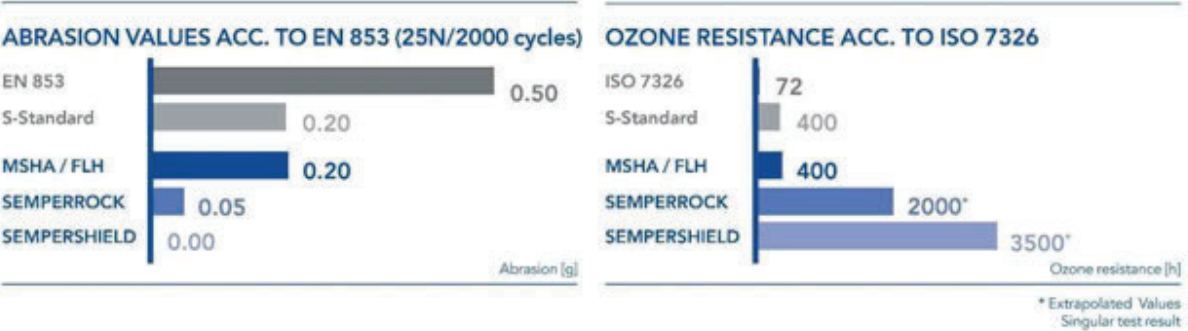 ABRASION VALUES ACC. TO EN 853 (25N/2000 cycles)
EN 853 0.50
S-Standard 0.20
MSHA / FLH 0.20
SEMPERROCK 0.05
SEMPERSHIELD 0.00
Abrasion [g]
OZONE RESISTANCE ACC. TO ISO 7326
ISO 7326 72
S-Standard 400
MSHA / FLH 400
SEMPERROCK 2000*
SEMPERSHIELD 3500*
Ozone resistance [h]
* Extrapolated Values
Singular test result